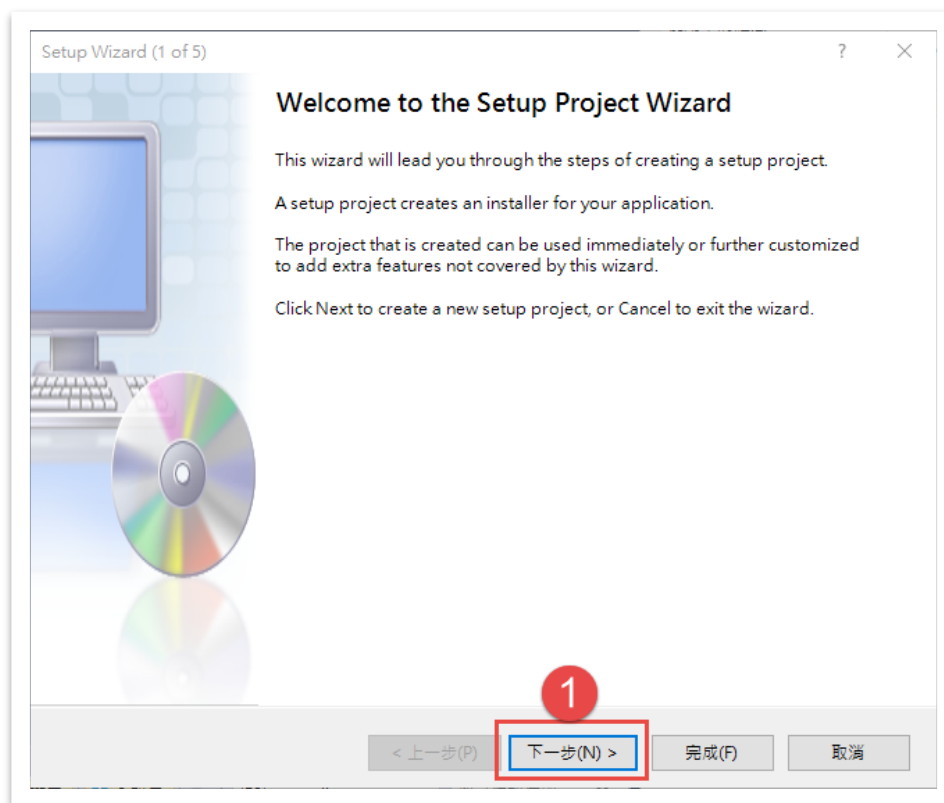 Setup Wizard (1 of 5)
Welcome to the Setup Project Wizard
This wizard will lead you through the steps of creating a setup project.
A setup project creates an installer for your application.
The project that is created can be used immediately or further customized
to add extra features not covered by this wizard.
Click Next to create a new setup project, or Cancel to exit the wizard.
1
< 上一步(P) 下一步(N) > 完成(F) 取消